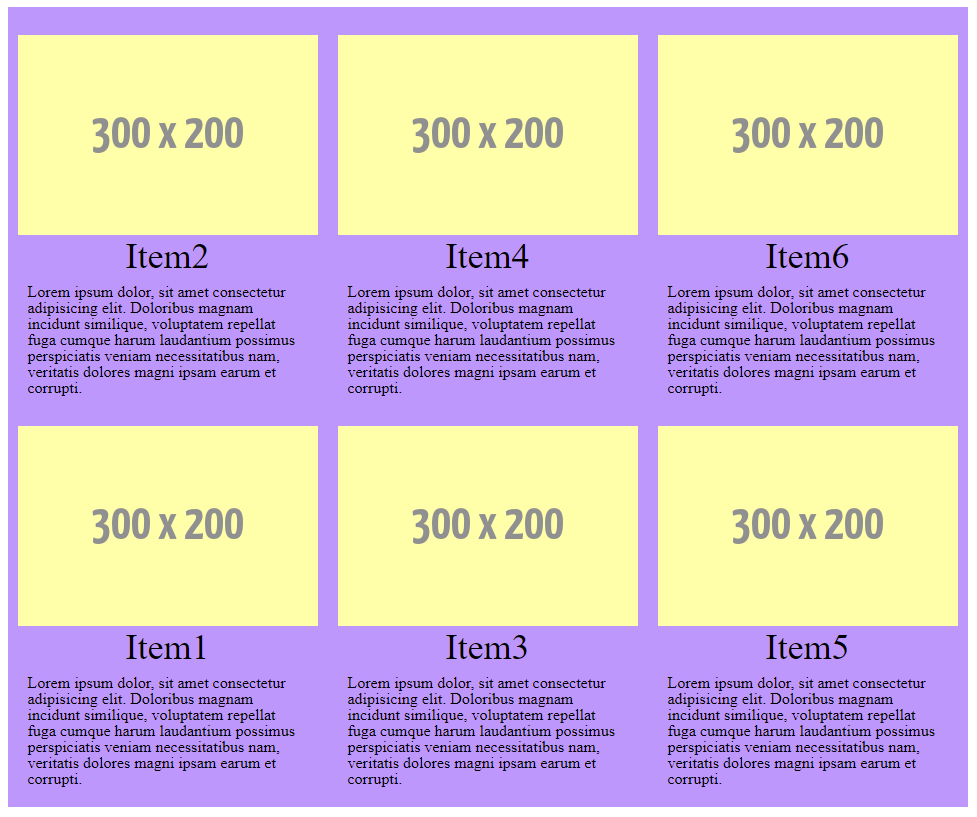 300 x 200
Item2
Lorem ipsum dolor, sit amet consectetur
adipisicing elit. Doloribus magnam
incidunt similique, voluptatem repellat
fuga cumque harum laudantium possimus
perspiciatis veniam necessitatibus nam,
veritatis dolores magni ipsam earum et
corrupti.
300 x 200
Item4
Lorem ipsum dolor, sit amet consectetur
adipisicing elit. Doloribus magnam
incidunt similique, voluptatem repellat
fuga cumque harum laudantium possimus
perspiciatis veniam necessitatibus nam,
veritatis dolores magni ipsam earum et
corrupti.
300 x 200
Item6
Lorem ipsum dolor, sit amet consectetur
adipisicing elit. Doloribus magnam
incidunt similique, voluptatem repellat
fuga cumque harum laudantium possimus
perspiciatis veniam necessitatibus nam,
veritatis dolores magni ipsam earum et
corrupti.
300 x 200
Item1
Lorem ipsum dolor, sit amet consectetur
adipisicing elit. Doloribus magnam
incidunt similique, voluptatem repellat
fuga cumque harum laudantium possimus
perspiciatis veniam necessitatibus nam,
veritatis dolores magni ipsam earum et
corrupti.
300 x 200
Item3
Lorem ipsum dolor, sit amet consectetur
adipisicing elit. Doloribus magnam
incidunt similique, voluptatem repellat
fuga cumque harum laudantium possimus
perspiciatis veniam necessitatibus nam,
veritatis dolores magni ipsam earum et
corrupti.
300 x 200
Item5
Lorem ipsum dolor, sit amet consectetur
adipisicing elit. Doloribus magnam
incidunt similique, voluptatem repellat
fuga cumque harum laudantium possimus
perspiciatis veniam necessitatibus nam,
veritatis dolores magni ipsam earum et
corrupti.